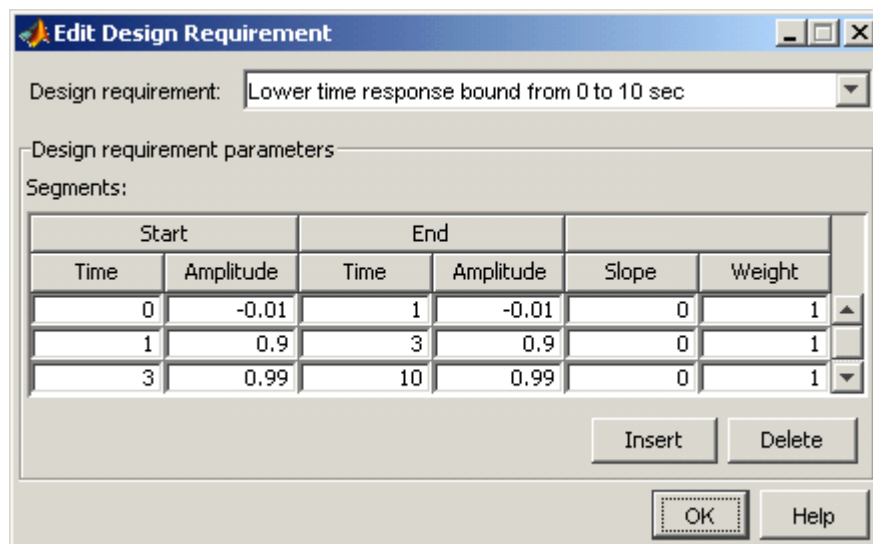 Edit Design Requirement
Design requirement: Lower time response bound from 0 to 10 sec
Design requirement parameters
Segments:
Start End
Time Amplitude Time Amplitude Slope Weight
0 -0.01 1 -0.01 0 1
1 0.9 3 0.9 0 1
3 0.99 10 0.99 0 1
Insert Delete
OK Help